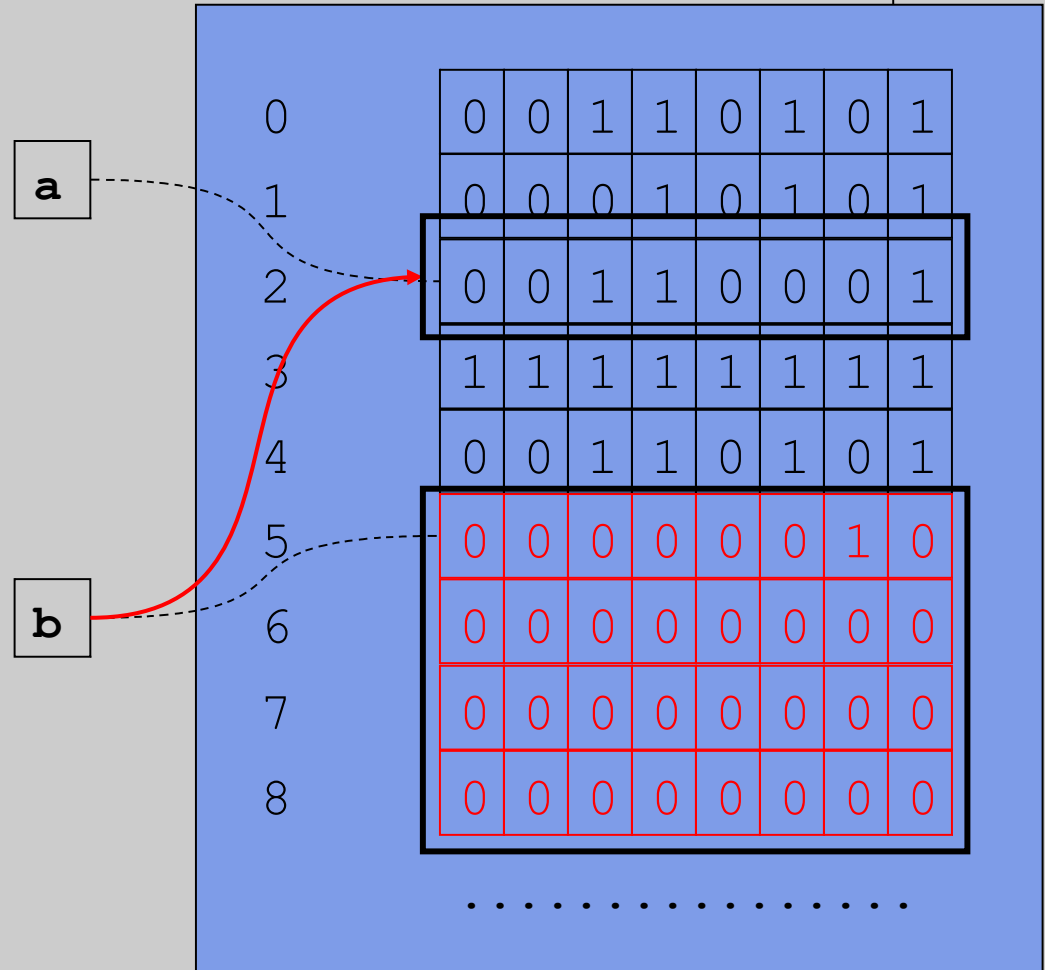 0 0 0 1 1 0 1 0 1
a
1 0 0 0 1 0 1 0 1
2 0 0 1 1 0 0 0 1
3 1 1 1 1 1 1 1 1
4 0 0 1 1 0 1 0 1
5 0 0 0 0 0 0 1 0
b
6 0 0 0 0 0 0 0 0
7 0 0 0 0 0 0 0 0
8 0 0 0 0 0 0 0 0
. . . . . . . . . . . . . . . .